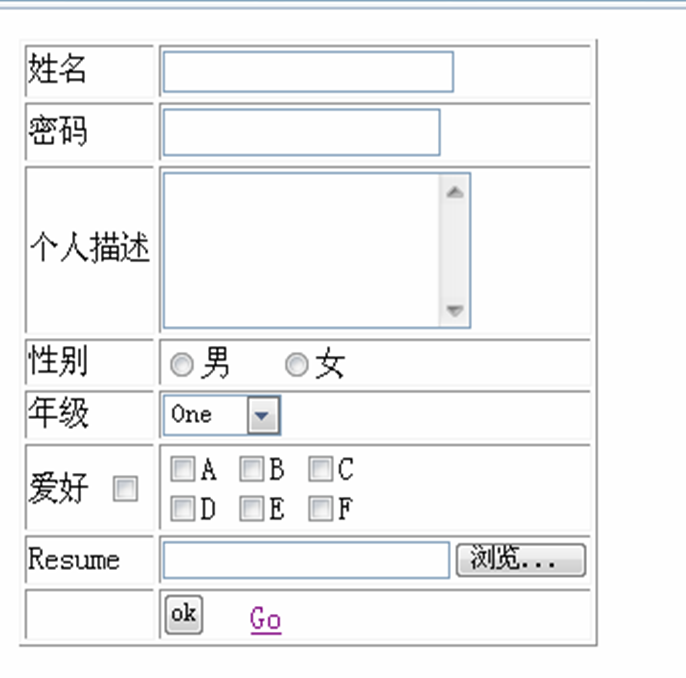 姓名
密码
个人描述
性别 男 女
年级 One
爱好 A B C
D E F
Resume 浏览...
ok Go